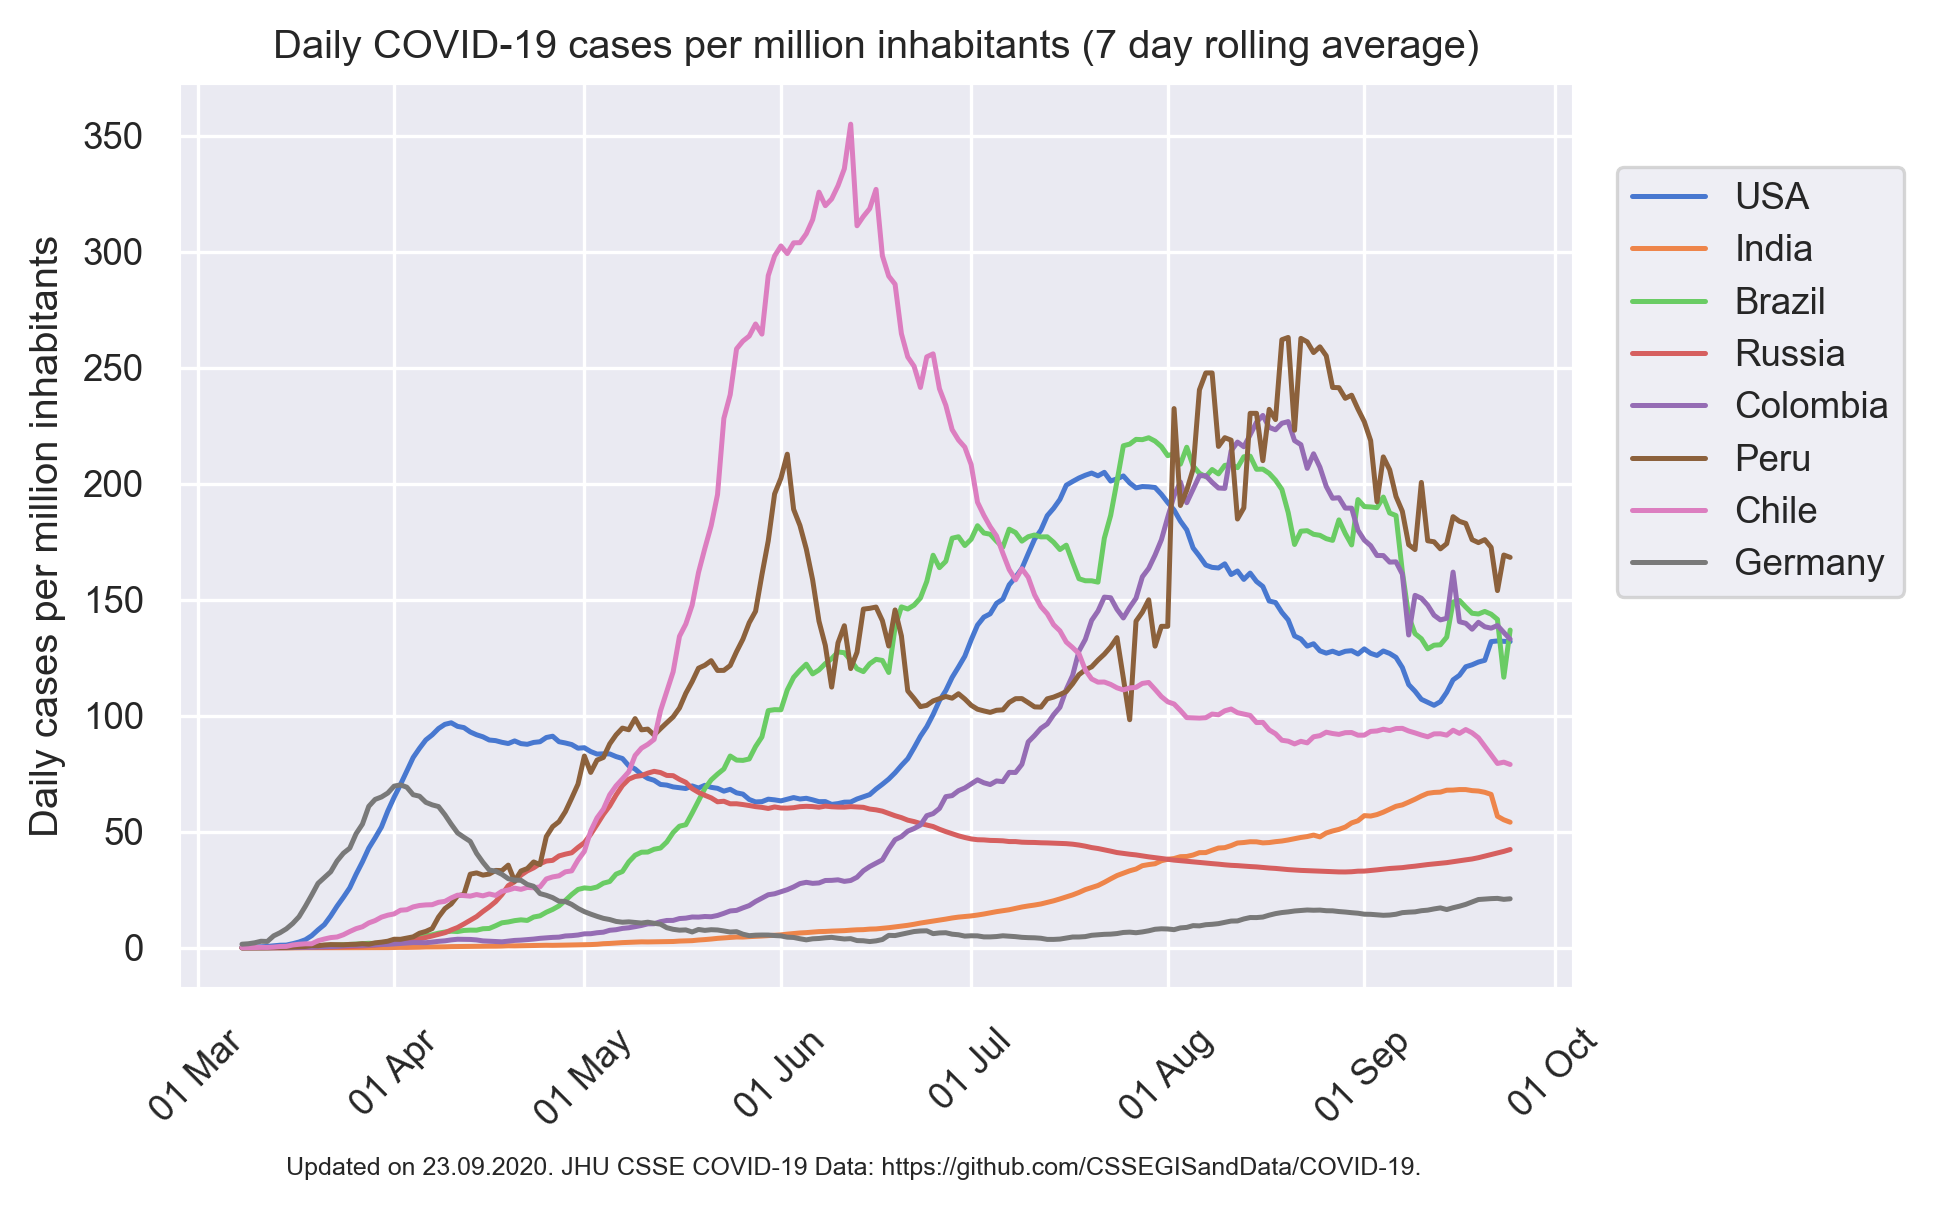 Daily COVID-19 cases per million inhabitants (7 day rolling average)
Daily cases per million inhabitants
350
300
250
200
150
100
50
0
01 Mar
01 Apr
01 May
01 Jun
01 Jul
01 Aug
01 Sep
01 Oct
USA
India
Brazil
Russia
Colombia
Peru
Chile
Germany
Updated on 23.09.2020. JHU CSSE COVID-19 Data: https://github.com/CSSEGISandData/COVID-19.